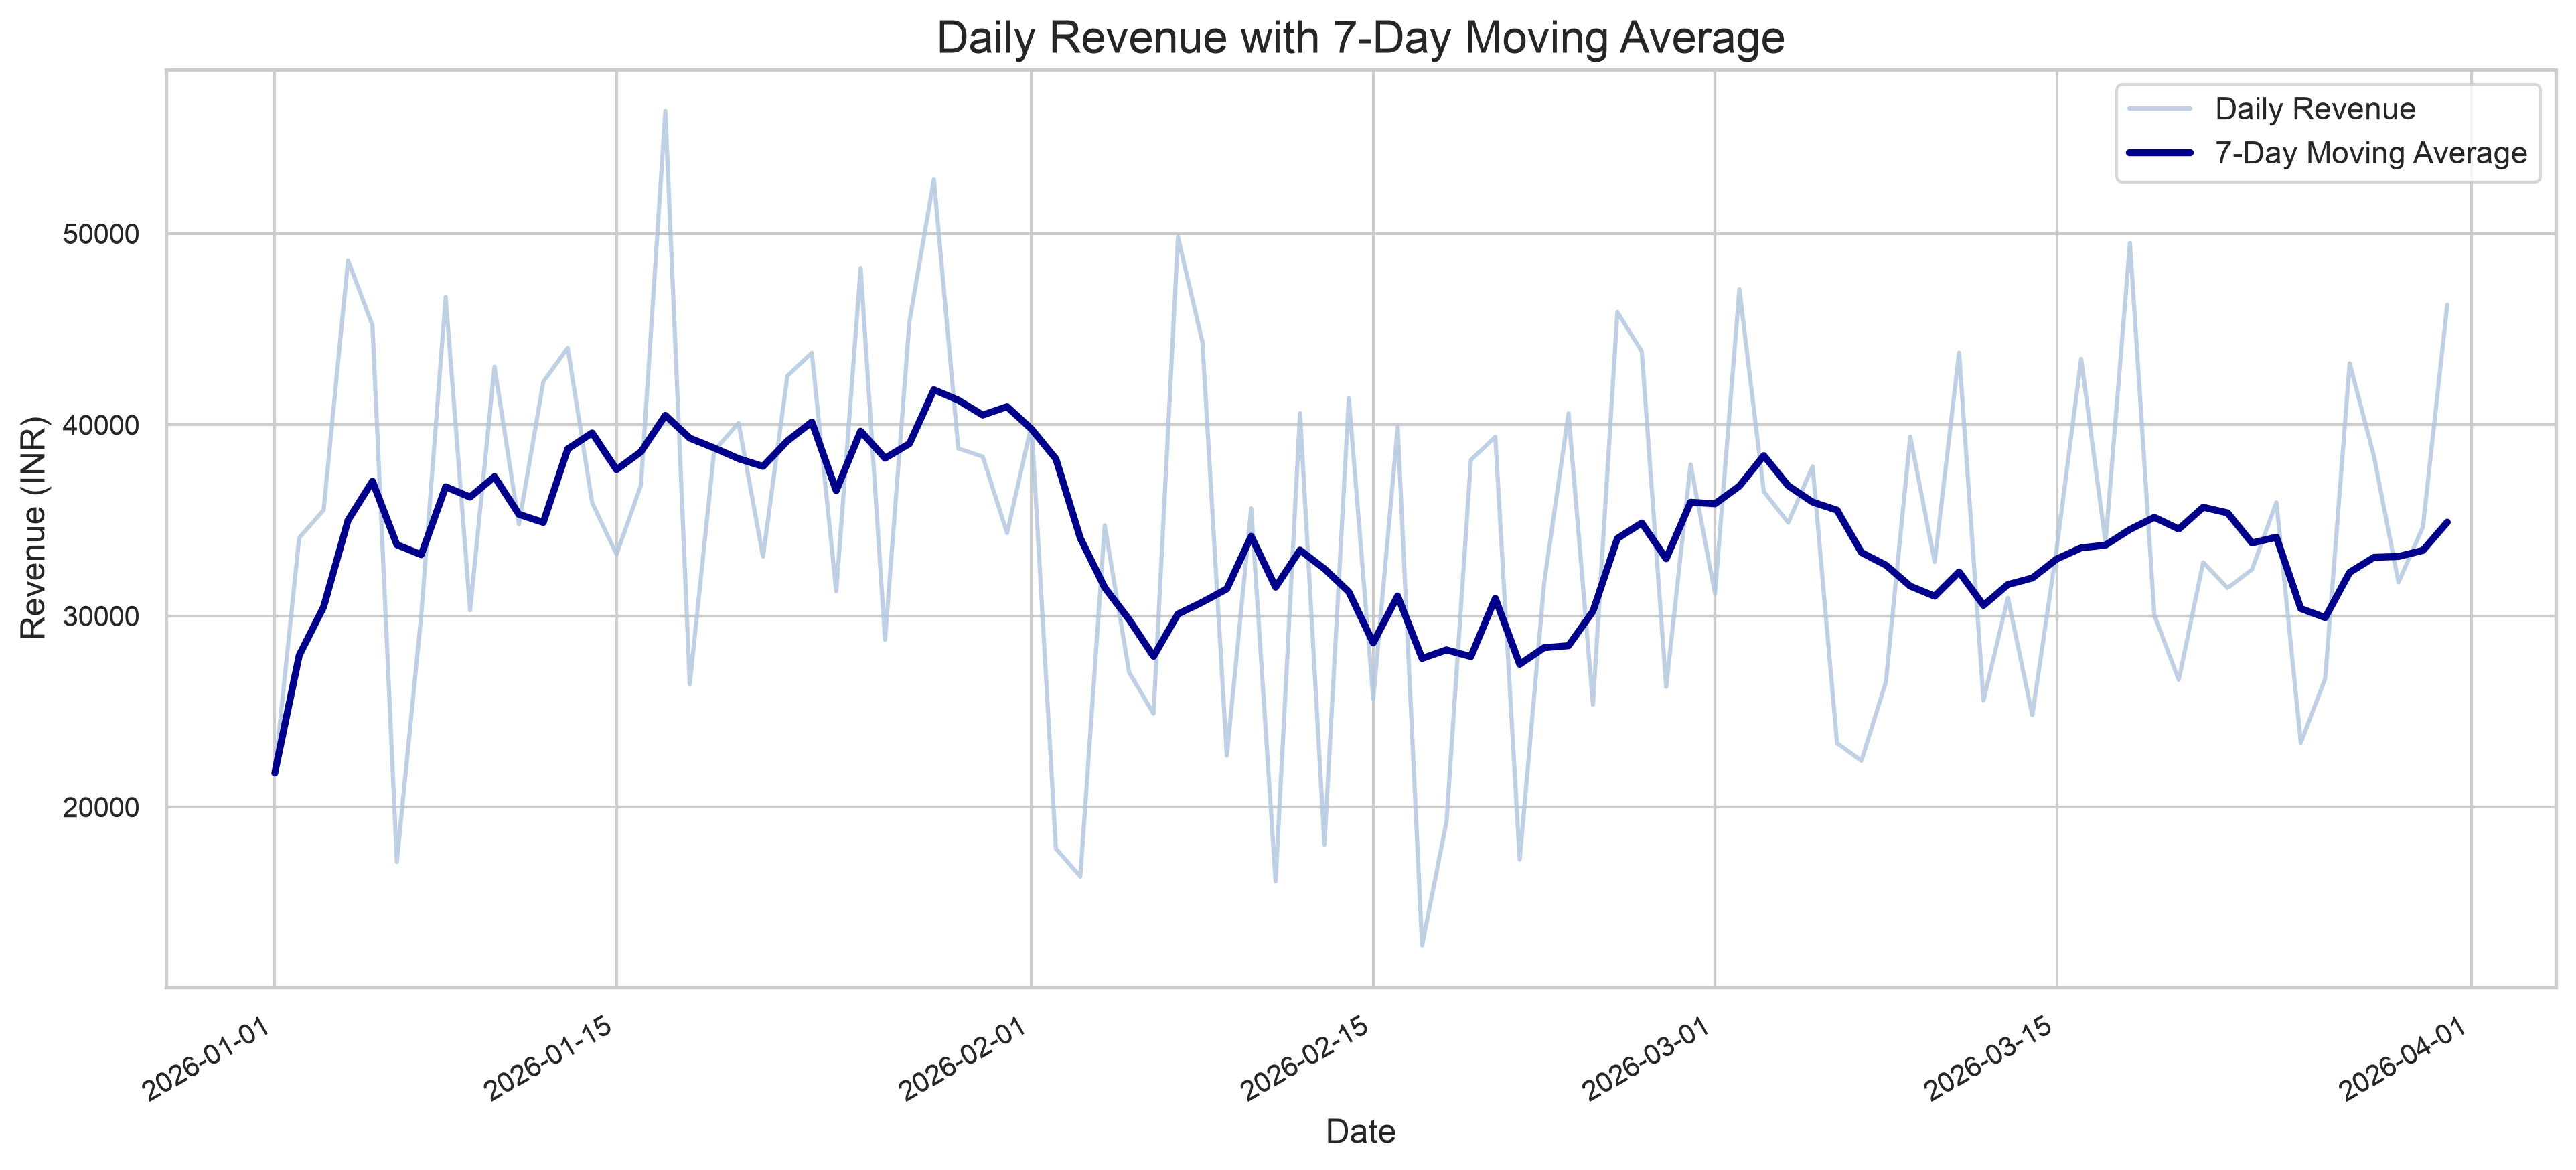 Daily Revenue with 7-Day Moving Average
Daily Revenue
7-Day Moving Average
Revenue (INR)
50000
40000
30000
20000
2026-01-01
2026-01-15
2026-02-01
2026-02-15
2026-03-01
2026-03-15
2026-04-01
Date